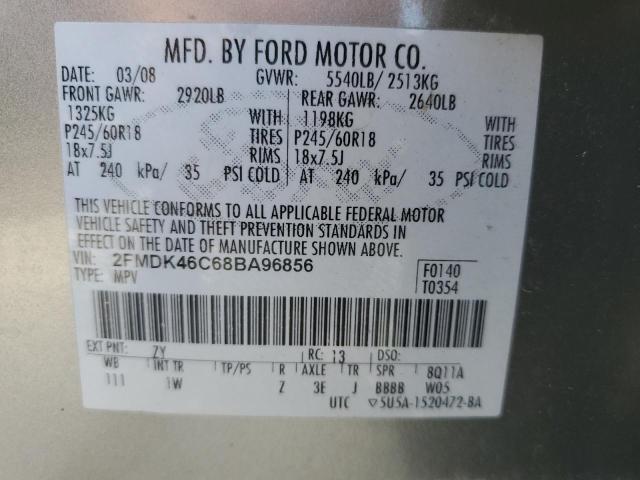 MFD. BY FORD MOTOR CO.
DATE: 03/08 GVWR: 5540LB/ 2513KG
FRONT GAWR: 2920LB REAR GAWR: 2640LB
1325KG WITH 1198KG WITH
P245/60R18 TIRES P245/60R18 TIRES
18x7.5J RIMS 18x7.5J RIMS
AT 240 kPa/ 35 PSI COLD AT 240 kPa/ 35 PSI COLD
THIS VEHICLE CONFORMS TO ALL APPLICABLE FEDERAL MOTOR
VEHICLE SAFETY AND THEFT PREVENTION STANDARDS IN
EFFECT ON THE DATE OF MANUFACTURE SHOWN ABOVE.
VIN: 2FMDK46C68BA96856 F0140
TYPE: MPV T0354
EXT PNT: ZY RC: 13 DSO:
WB INT TR TP/PS R AXLE TR SPR 8Q11A
111 1W Z 3E J BBBB W05
UTC ▽5U5A-1520472-BA